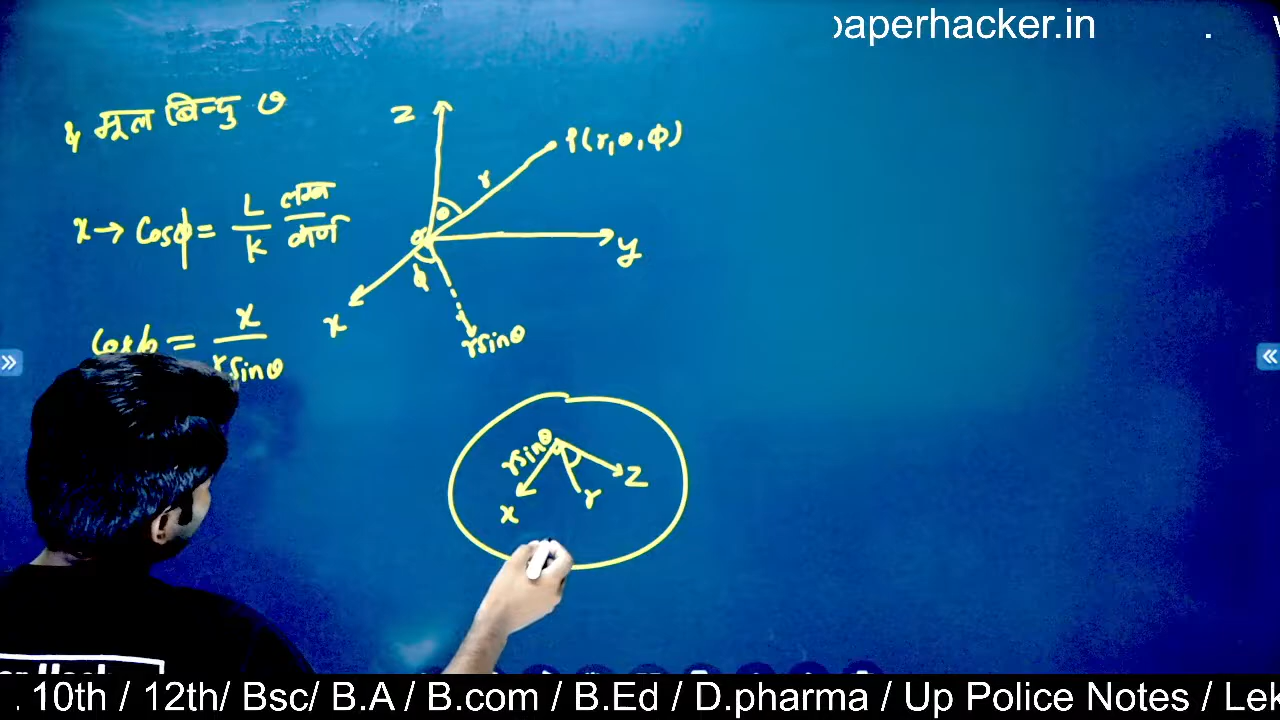 paperhacker.in .
& मूल बिन्दु O
x → Cosϕ = L/K लम्ब/कर्ण
Cosϕ = x/rsinθ
Z
P(r,θ,ϕ)
r
θ
y
ϕ
x
rsinθ
rsinθ
Z
r
x
. 10th / 12th/ Bsc/ B.A / B.com / B.Ed / D.pharma / Up Police Notes / Lek